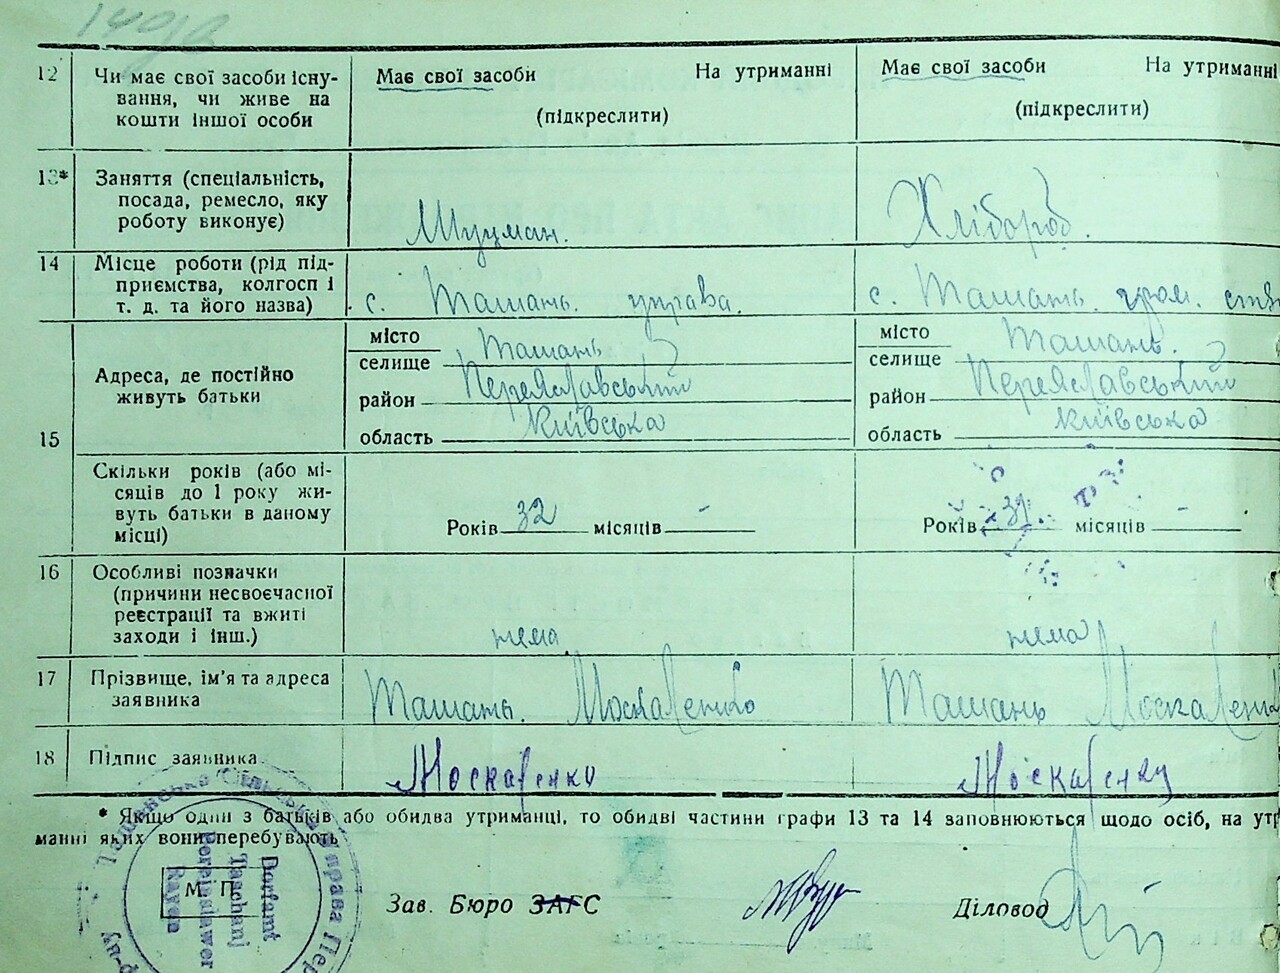 12 Чи має свої засоби існу- Має свої засоби На утриманні Має свої засоби На утриманні
вання, чи живе на
кошти іншої особи (підкреслити) (підкреслити)
13* Заняття (спеціальність,
посада, ремесло, яку
роботу виконує) Шуцман. Хлібороб.
14 Місце роботи (рід під-
приємства, колгосп і
т. д. та його назва) с. Ташань. управа. с. Ташань. гром.
15 Адреса, де постійно
живуть батьки
місто
селище Ташань
район Переяславський
область Київська
місто
селище Ташань.
район Переяславський
область Київська
Скільки років (або мі-
сяців до 1 року жи-
вуть батьки в даному
місці) Років 32 місяців - Років 31 місяців -
16 Особливі позначки
(причини несвоєчасної
реєстрації та вжиті
заходи і інш.) нема нема
17 Прізвище, ім'я та адреса
заявника Ташань. Москаленко Ташань Москаленко
18 Підпис заявника Москаленко Москаленко
* Якщо один з батьків або обидва утриманці, то обидві частини графи 13 та 14 заповнюються щодо осіб, на ут
манні яких вони перебувають
М. П.
Dorfamt
Taschanj
Perejaslawer
Rayon
Зав. Бюро ЗАГС Діловод